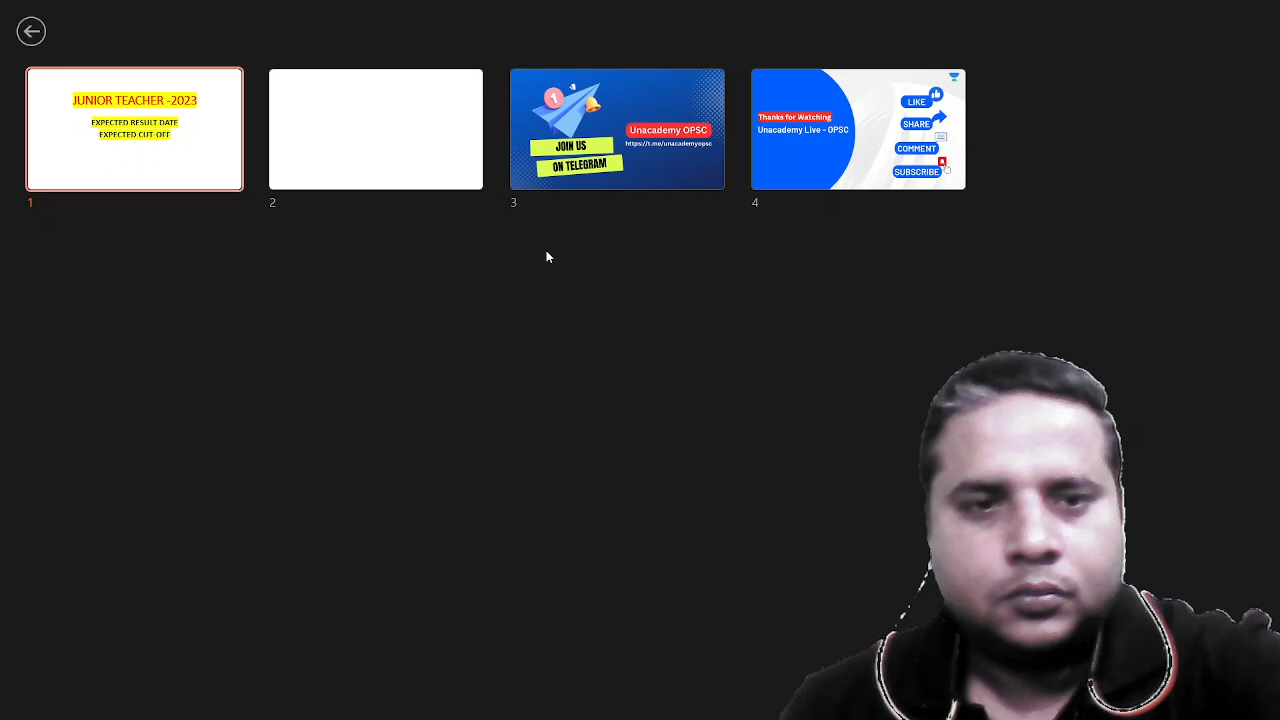 JUNIOR TEACHER -2023
EXPECTED RESULT DATE
EXPECTED CUT-OFF
1
2
1
JOIN US
ON TELEGRAM
Unacademy OPSC
https://t.me/unacademyopsc
3
Thanks for Watching
Unacademy Live - OPSC
LIKE
SHARE
COMMENT
SUBSCRIBE
4